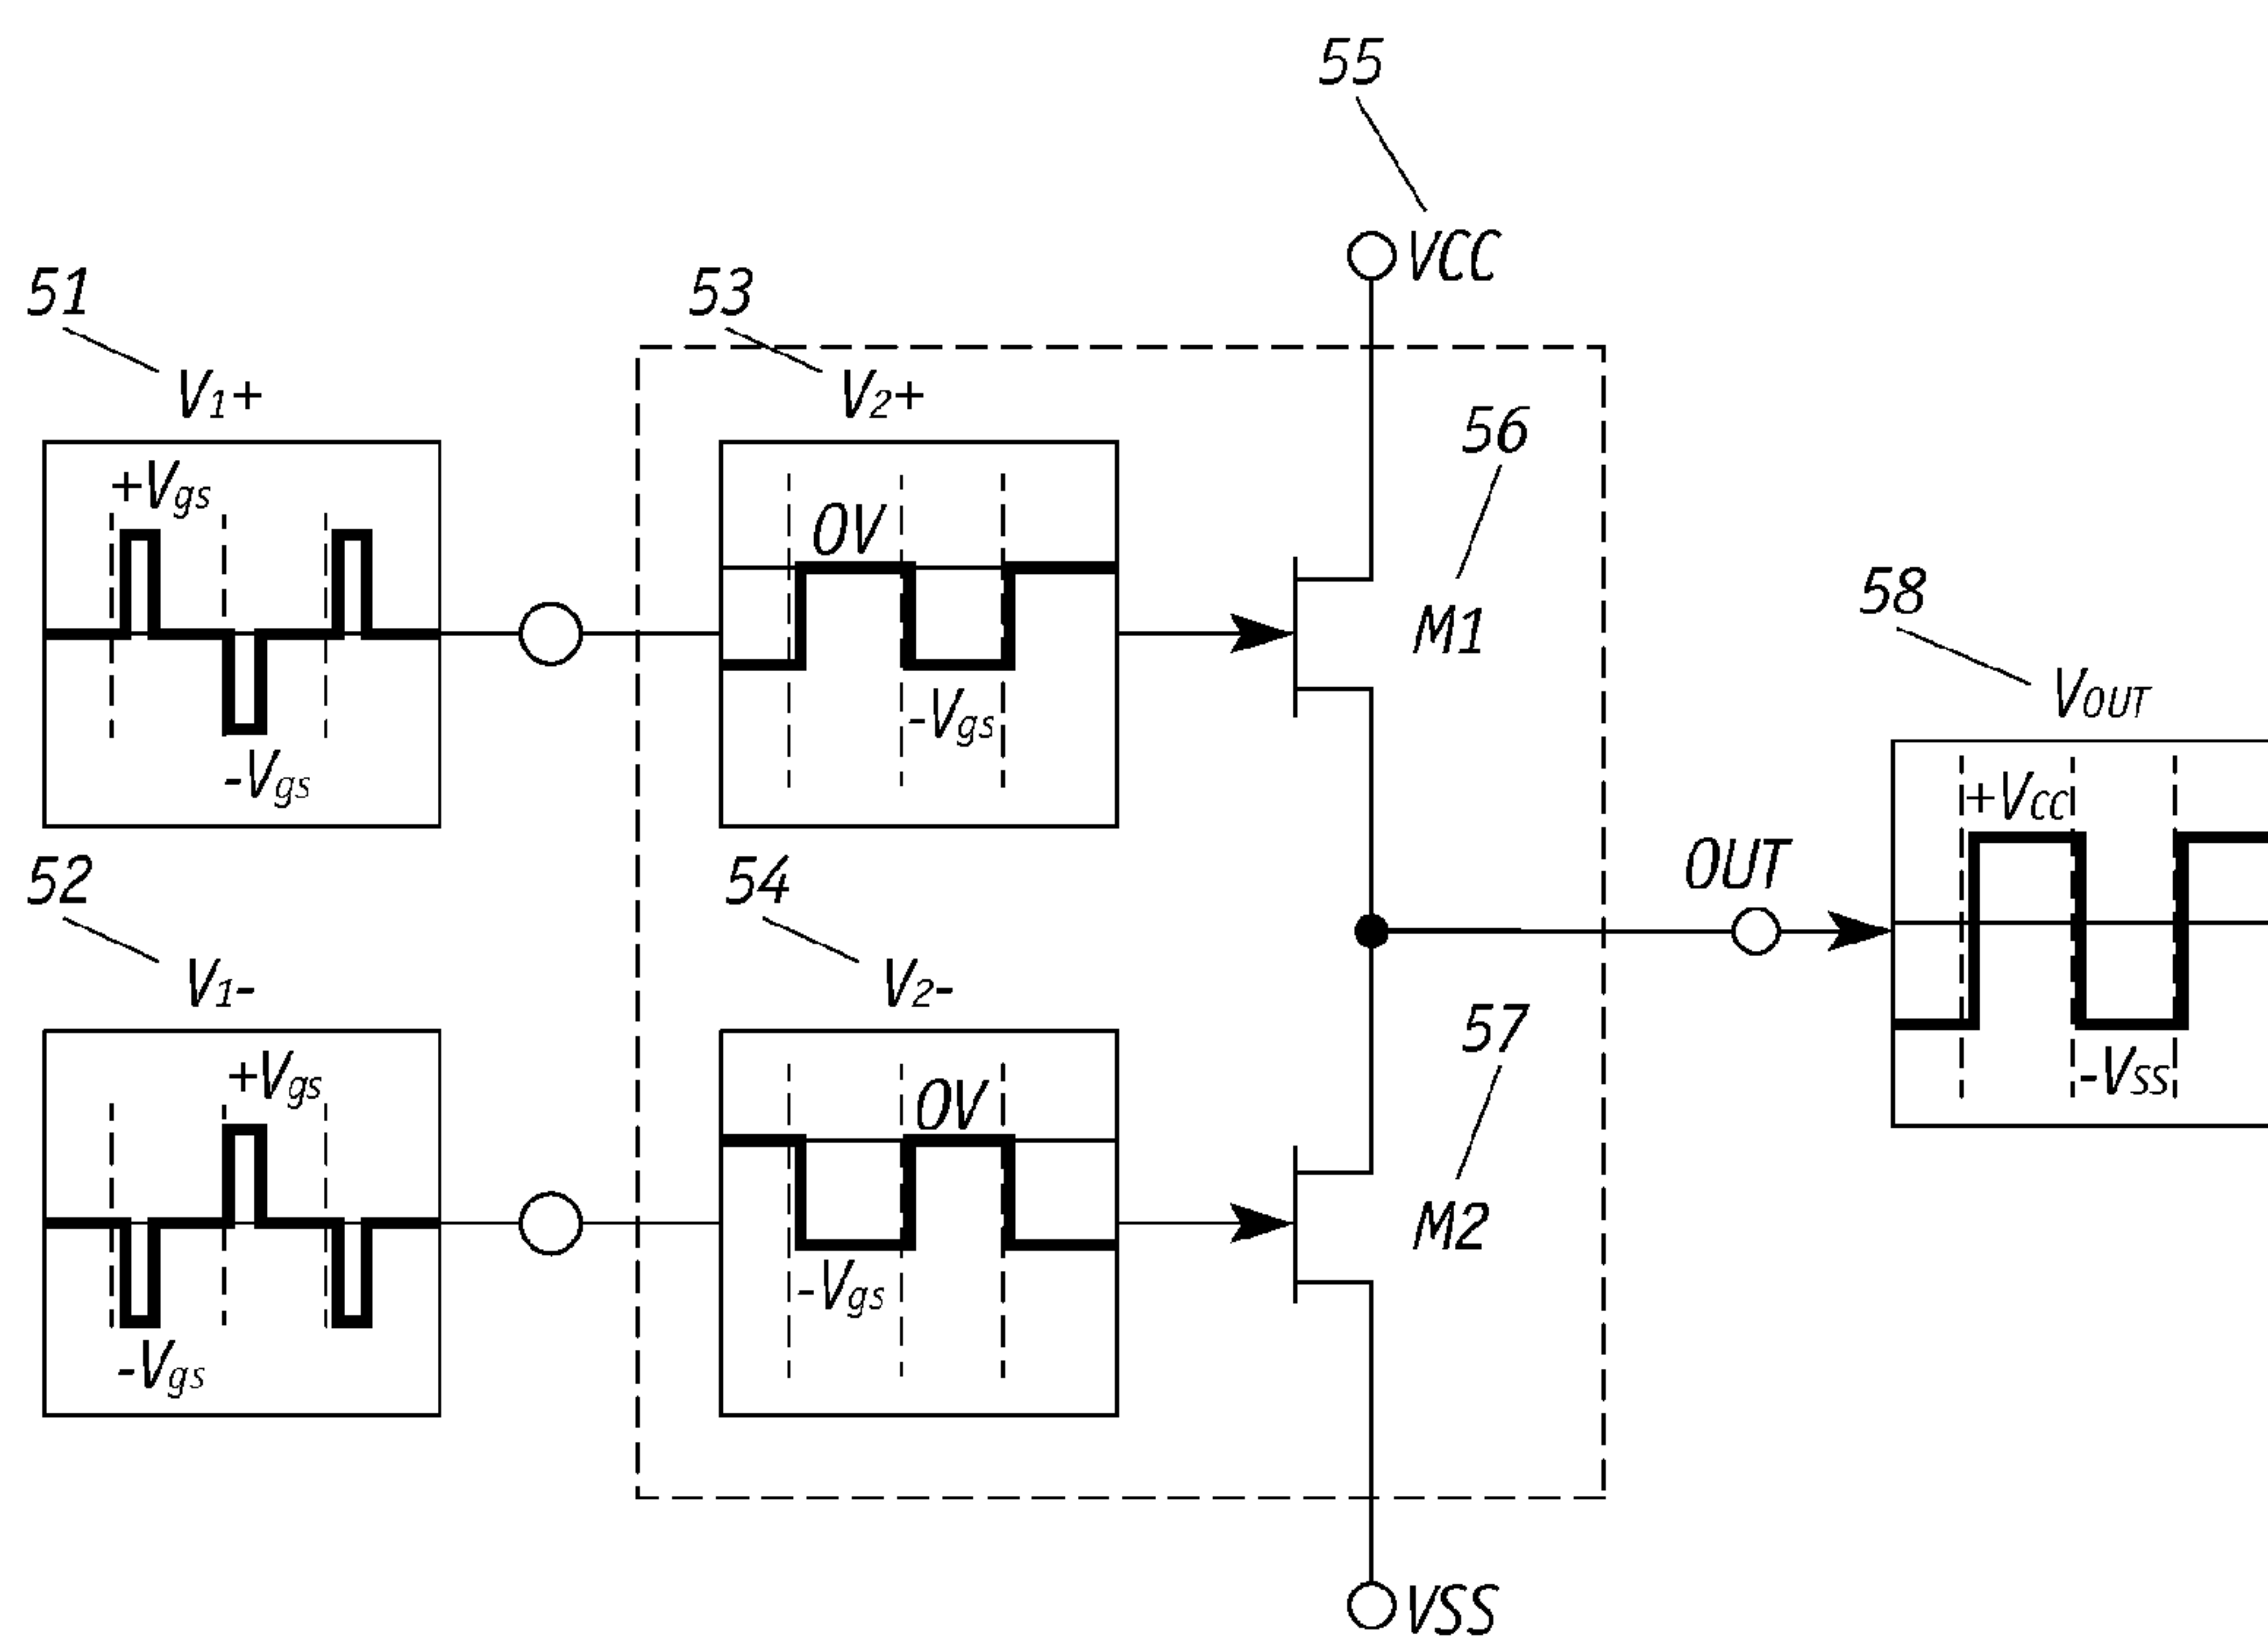 55
VCC
51
53
V1+
V2+
56
+Vgs
0V
M1
-Vgs
-Vgs
58
VOUT
+VCC
OUT
-VSS
52
54
V1-
V2-
57
+Vgs
0V
M2
-Vgs
-Vgs
VSS